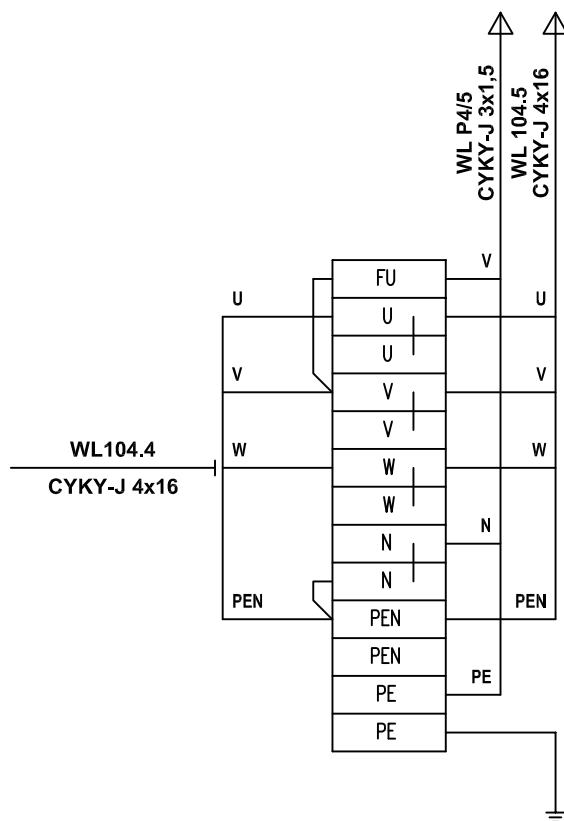 WL P4/5
CYKY-J 3x1,5
WL 104.5
CYKY-J 4x16
V
FU
U
U
U
U
V
V
V
V
W
W
W
WL104.4
CYKY-J 4x16
W
N
N
N
PEN
PEN
PEN
PEN
PE
PE
PE